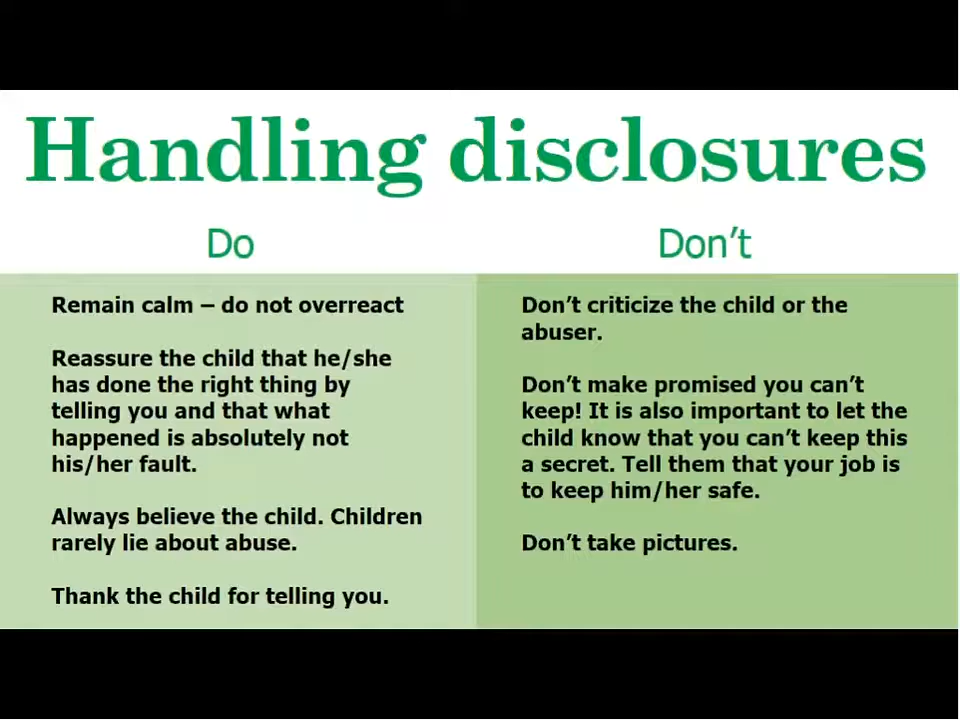 Handling disclosures
Do
Don’t
Remain calm – do not overreact
Reassure the child that he/she
has done the right thing by
telling you and that what
happened is absolutely not
his/her fault.
Always believe the child. Children
rarely lie about abuse.
Thank the child for telling you.
Don’t criticize the child or the
abuser.
Don’t make promised you can’t
keep! It is also important to let the
child know that you can’t keep this
a secret. Tell them that your job is
to keep him/her safe.
Don’t take pictures.